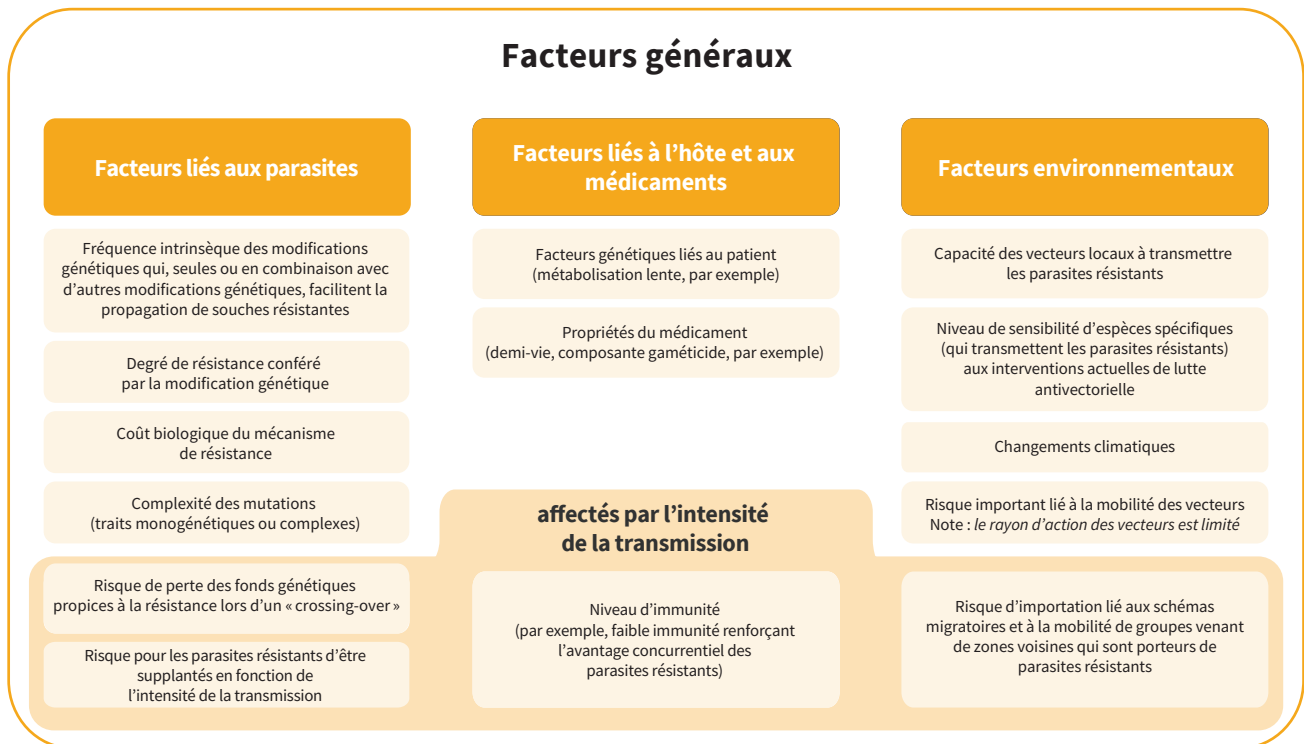 Facteurs généraux
Facteurs liés aux parasites
Fréquence intrinsèque des modifications
génétiques qui, seules ou en combinaison avec
d’autres modifications génétiques, facilitent la
propagation de souches résistantes
Degré de résistance conféré
par la modification génétique
Coût biologique du mécanisme
de résistance
Complexité des mutations
(traits monogénétiques ou complexes)
Risque de perte des fonds génétiques
propices à la résistance lors d’un « crossing-over »
Risque pour les parasites résistants d’être
supplantés en fonction de
l’intensité de la transmission
Facteurs liés à l’hôte et aux
médicaments
Facteurs génétiques liés au patient
(métabolisation lente, par exemple)
Propriétés du médicament
(demi-vie, composante gaméticide, par exemple)
affectés par l’intensité
de la transmission
Niveau d’immunité
(par exemple, faible immunité renforçant
l’avantage concurrentiel des
parasites résistants)
Facteurs environnementaux
Capacité des vecteurs locaux à transmettre
les parasites résistants
Niveau de sensibilité d’espèces spécifiques
(qui transmettent les parasites résistants)
aux interventions actuelles de lutte
antivectorielle
Changements climatiques
Risque important lié à la mobilité des vecteurs
Note : le rayon d’action des vecteurs est limité
Risque d’importation lié aux schémas
migratoires et à la mobilité de groupes venant
de zones voisines qui sont porteurs de
parasites résistants